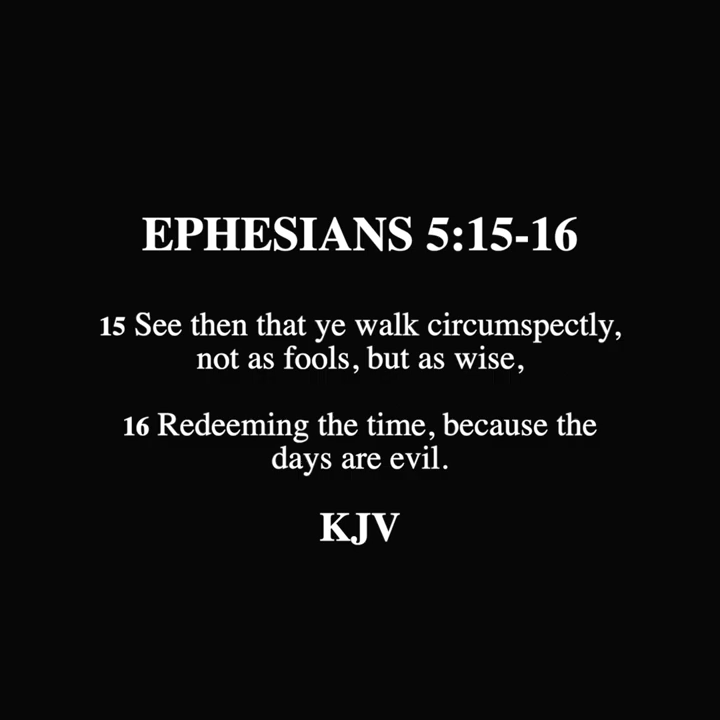 EPHESIANS 5:15-16
15 See then that ye walk circumspectly,
not as fools, but as wise,
16 Redeeming the time, because the
days are evil.
KJV